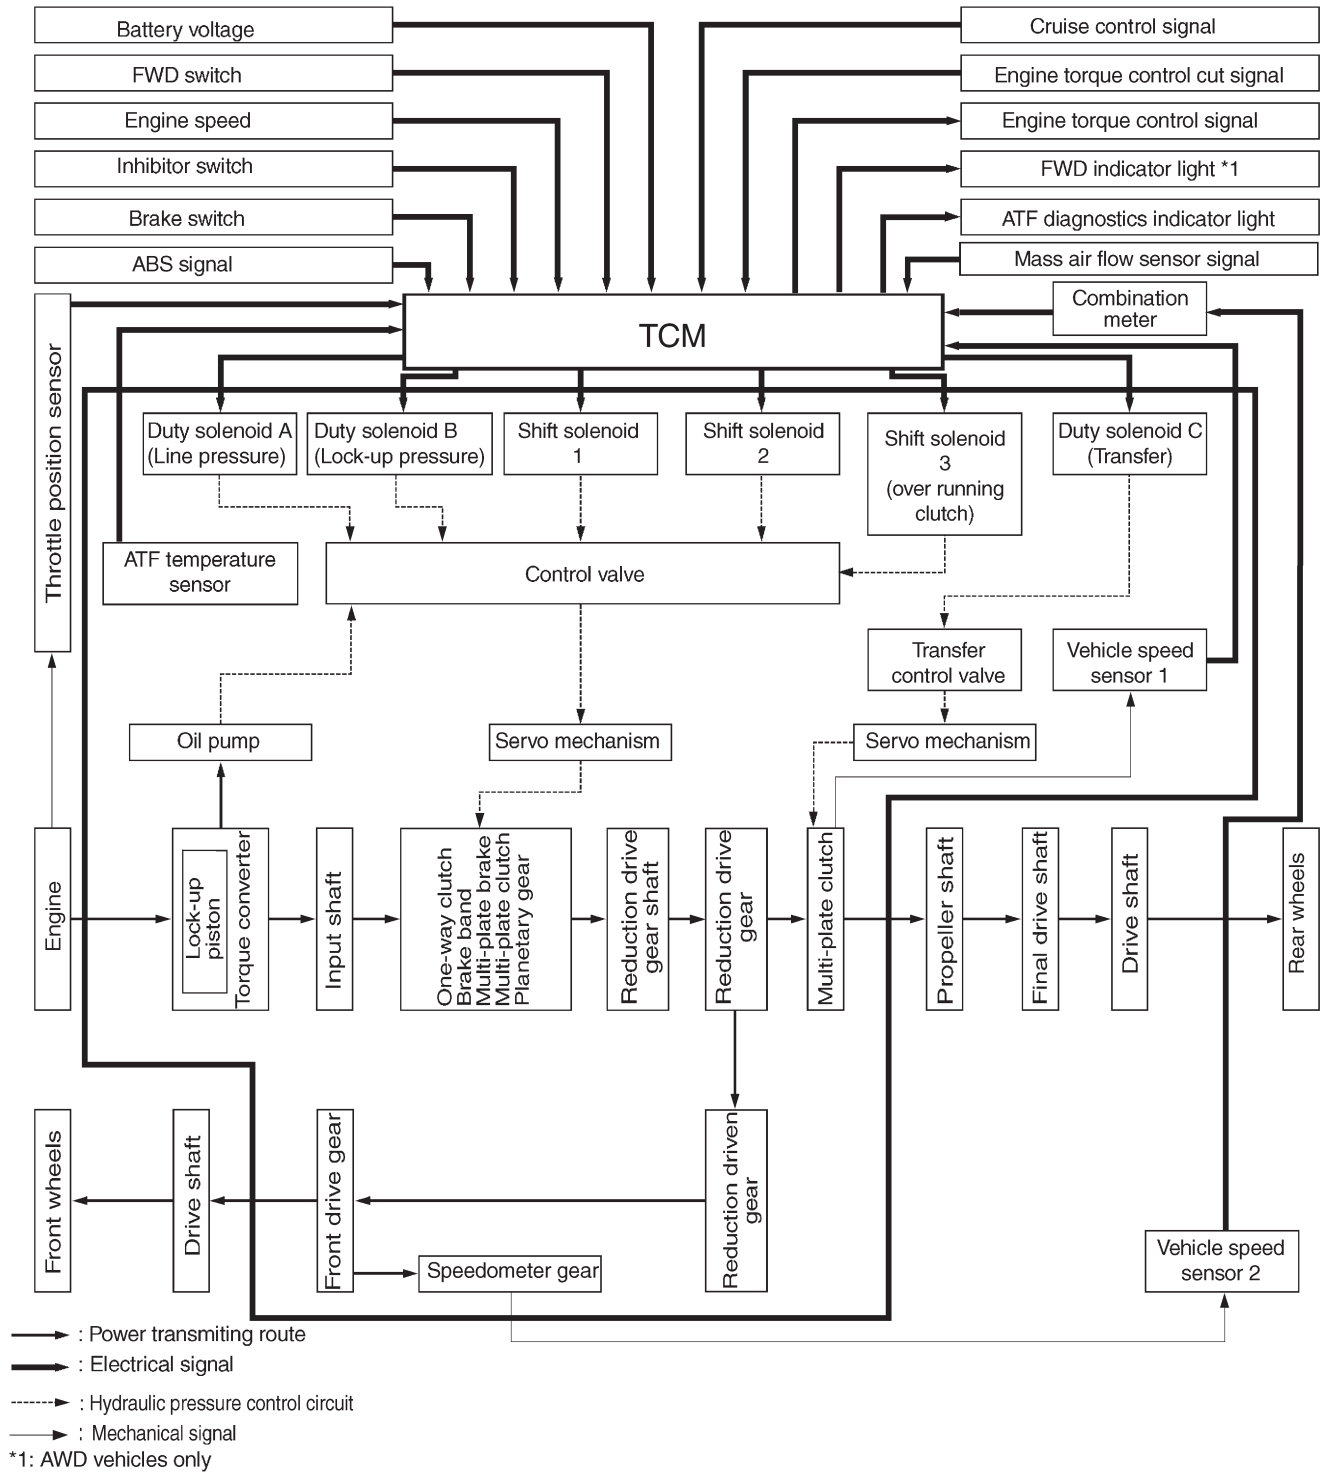 Battery voltage
FWD switch
Engine speed
Inhibitor switch
Brake switch
ABS signal
Cruise control signal
Engine torque control cut signal
Engine torque control signal
FWD indicator light *1
ATF diagnostics indicator light
Mass air flow sensor signal
Combination
meter
TCM
Throttle position sensor
Duty solenoid A
(Line pressure)
Duty solenoid B
(Lock-up pressure)
Shift solenoid
1
Shift solenoid
2
Shift solenoid
3
(over running
clutch)
Duty solenoid C
(Transfer)
ATF temperature
sensor
Control valve
Transfer
control valve
Vehicle speed
sensor 1
Oil pump
Servo mechanism
Servo mechanism
Engine
Lock-up
piston
Torque converter
Input shaft
One-way clutch
Brake band
Multi-plate brake
Multi-plate clutch
Planetary gear
Reduction drive
gear shaft
Reduction drive
gear
Multi-plate clutch
Propeller shaft
Final drive shaft
Drive shaft
Rear wheels
Front wheels
Drive shaft
Front drive gear
Speedometer gear
Reduction driven
gear
Vehicle speed
sensor 2
: Power transmiting route
: Electrical signal
: Hydraulic pressure control circuit
: Mechanical signal
*1: AWD vehicles only